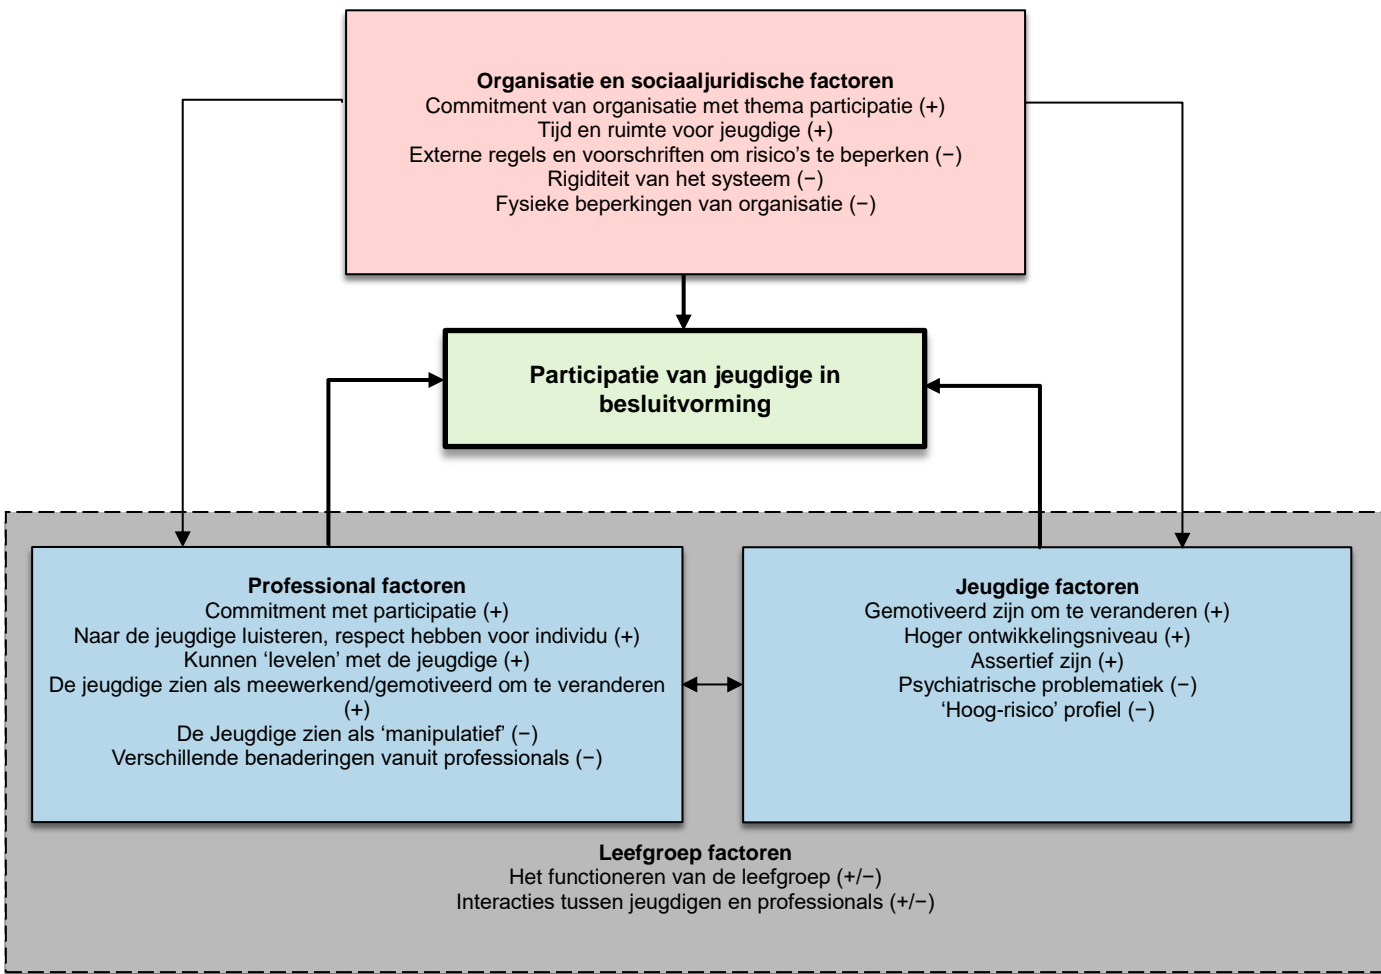 Organisatie en sociaaljuridische factoren
Commitment van organisatie met thema participatie (+)
Tijd en ruimte voor jeugdige (+)
Externe regels en voorschriften om risico’s te beperken (−)
Rigiditeit van het systeem (−)
Fysieke beperkingen van organisatie (−)
Participatie van jeugdige in
besluitvorming
Professional factoren
Commitment met participatie (+)
Naar de jeugdige luisteren, respect hebben voor individu (+)
Kunnen ‘levelen’ met de jeugdige (+)
De jeugdige zien als meewerkend/gemotiveerd om te veranderen
(+)
De Jeugdige zien als ‘manipulatief’ (−)
Verschillende benaderingen vanuit professionals (−)
Jeugdige factoren
Gemotiveerd zijn om te veranderen (+)
Hoger ontwikkelingsniveau (+)
Assertief zijn (+)
Psychiatrische problematiek (−)
‘Hoog-risico’ profiel (−)
Leefgroep factoren
Het functioneren van de leefgroep (+/−)
Interacties tussen jeugdigen en professionals (+/−)